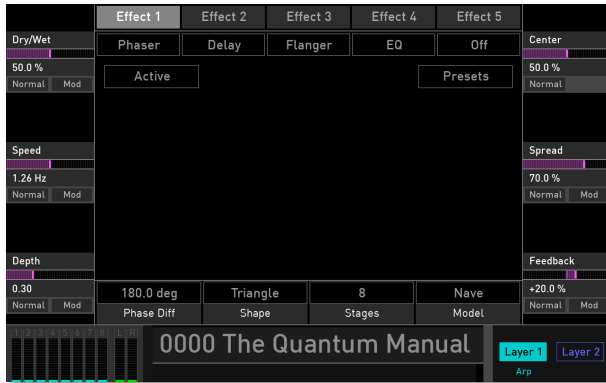 Effect 1 Effect 2 Effect 3 Effect 4 Effect 5
Phaser Delay Flanger EQ Off
Active Presets
Dry/Wet
50.0 %
Normal Mod
Speed
1.26 Hz
Normal Mod
Depth
0.30
Normal Mod
Center
50.0 %
Normal
Spread
70.0 %
Normal Mod
Feedback
+20.0 %
Normal Mod
180.0 deg Triangle 8 Nave
Phase Diff Shape Stages Model
1 2 3 4 5 6 7 8 L R
0000 The Quantum Manual
Layer 1 Layer 2
Arp